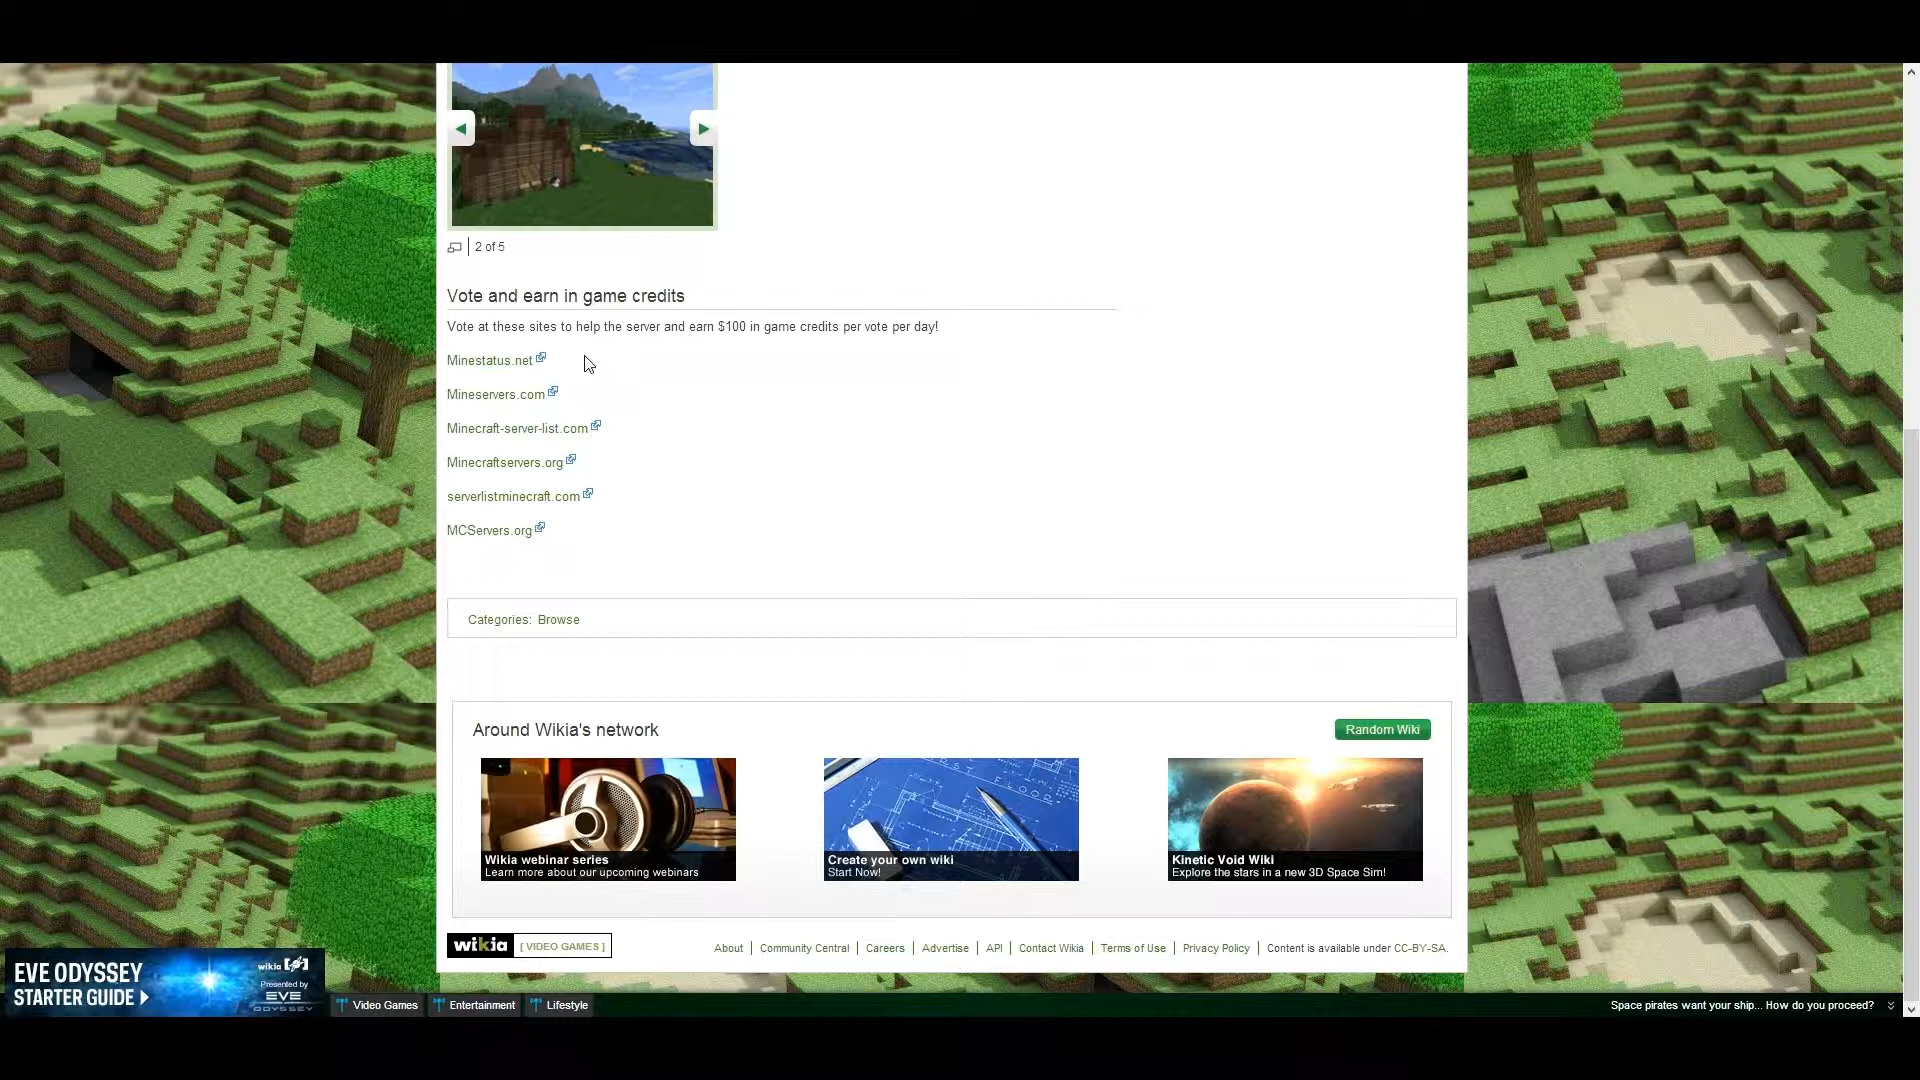 2 of 5
Vote and earn in game credits
Vote at these sites to help the server and earn $100 in game credits per vote per day!
Minestatus.net
Mineservers.com
Minecraft-server-list.com
Minecraftservers.org
serverlistminecraft.com
MCServers.org
Categories: Browse
Around Wikia's network
Random Wiki
Wikia webinar series
Learn more about our upcoming webinars
FIRST FLOOR
Create your own wiki
Start Now!
Kinetic Void Wiki
Explore the stars in a new 3D Space Sim!
wikia [ VIDEO GAMES ]
About Community Central Careers Advertise API Contact Wikia Terms of Use Privacy Policy Content is available under CC-BY-SA.
EVE ODYSSEY
STARTER GUIDE
wikia
Presented by
EVE
ODYSSEY
Video Games Entertainment Lifestyle
Space pirates want your ship... How do you proceed?